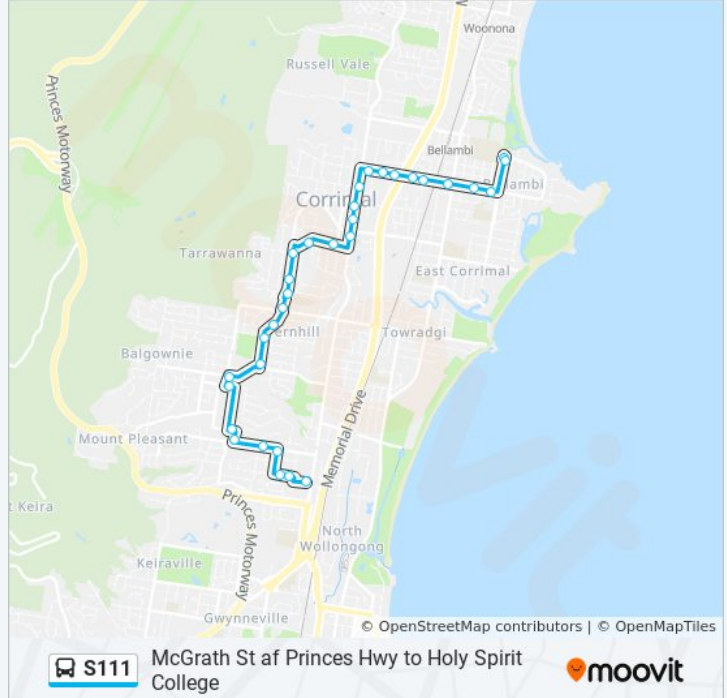 Woonona
Russell Vale
Princes Motorway
Bellambi
Bellambi
Corrimal
Tarrawanna
East Corrimal
Fernhill
Towradgi
Balgownie
Memorial Drive
Mount Pleasant
t Keira
Princes Motorway
North
Wollongong
Keiraville
Gwynneville
© OpenStreetMap contributors | © OpenMapTiles
S111
McGrath St af Princes Hwy to Holy Spirit
College
moovit